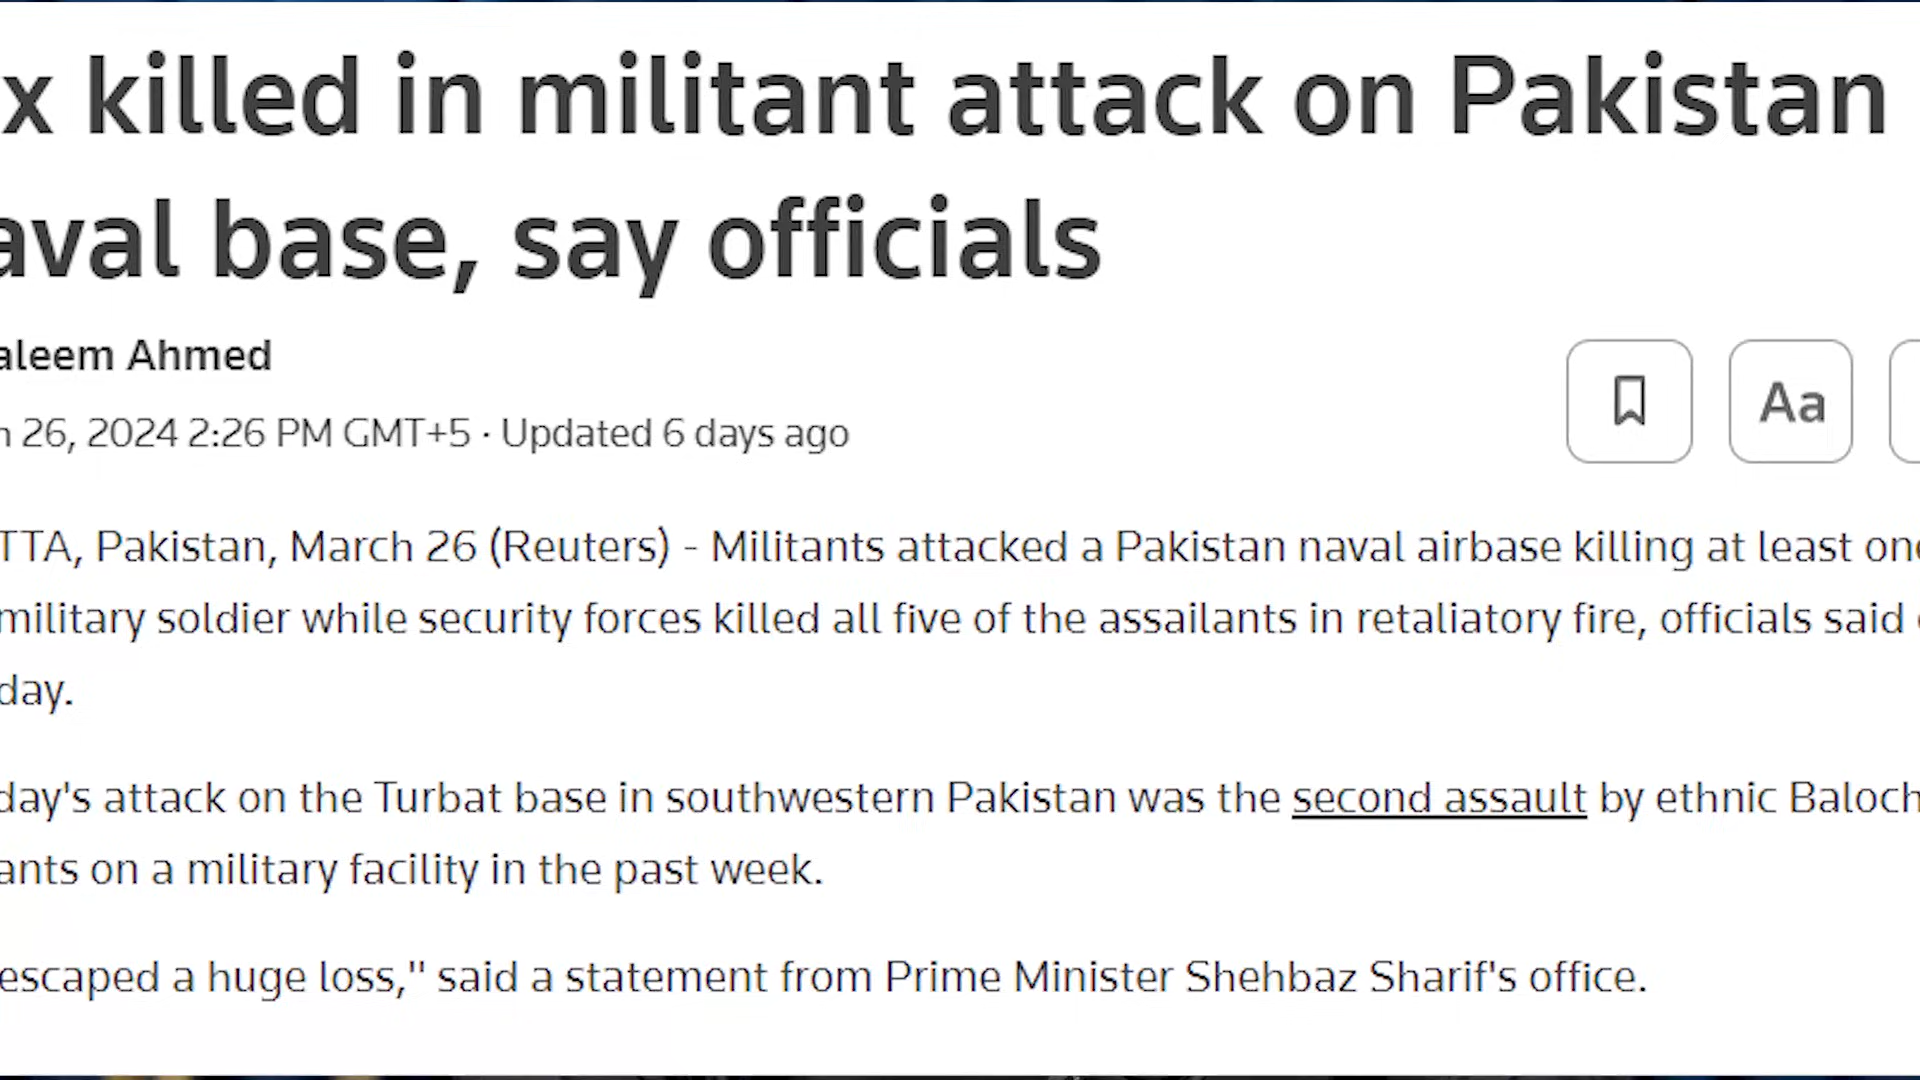 x killed in militant attack on Pakistan
aval base, say officials
aleem Ahmed
Aa
26, 2024 2:26 PM GMT+5 · Updated 6 days ago
TTA, Pakistan, March 26 (Reuters) - Militants attacked a Pakistan naval airbase killing at least one
military soldier while security forces killed all five of the assailants in retaliatory fire, officials said
day.
day's attack on the Turbat base in southwestern Pakistan was the second assault by ethnic Baloch
ants on a military facility in the past week.
escaped a huge loss," said a statement from Prime Minister Shehbaz Sharif's office.